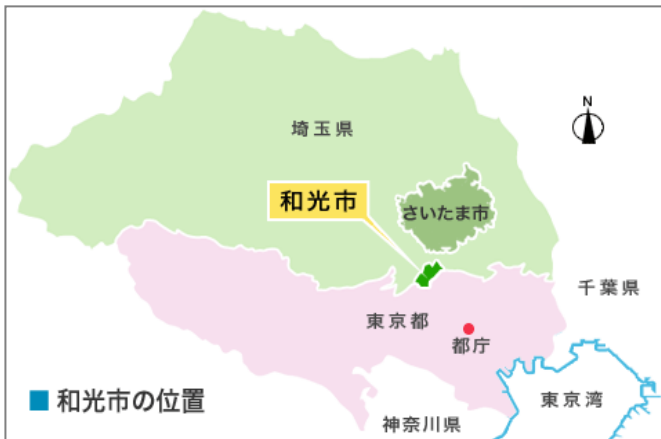 N
埼玉県
和光市
さいたま市
千葉県
東京都
都庁
東京湾
■ 和光市の位置
神奈川県